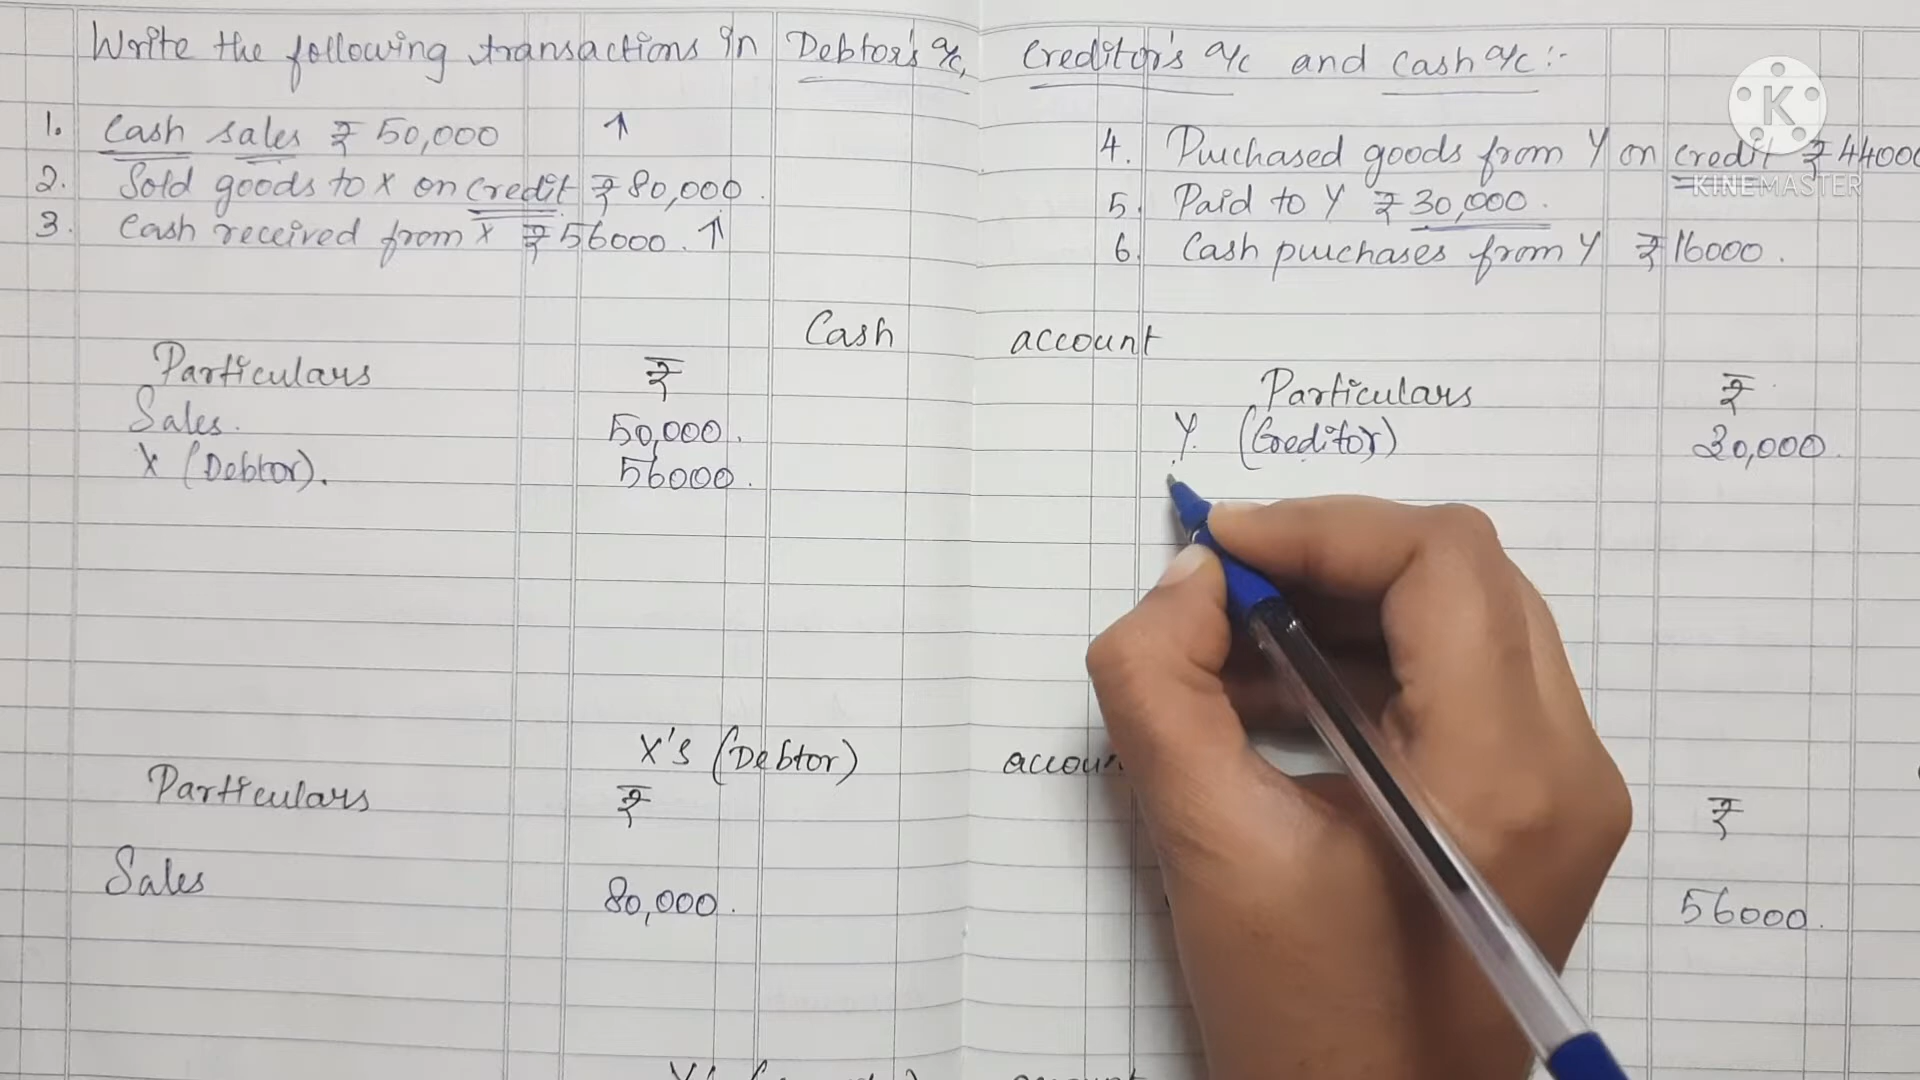 Write the following transactions in Debtor's a/c, Creditor's a/c and Cash a/c :-
1. Cash sales ₹ 50,000 ↑
2. Sold goods to X on credit ₹ 80,000.
3. Cash received from X ₹ 56000. ↑
4. Purchased goods from Y on credit ₹ 44000
5. Paid to Y ₹ 30,000.
6. Cash purchases from Y ₹ 16000.
K
KINEMASTER
Cash account
Particulars ₹ Particulars ₹
Sales. 50,000. Y. (Creditor) 30,000.
X (Debtor). 56000.
X's (Debtor) accoun
Particulars ₹ ₹
Sales 80,000. 56000.